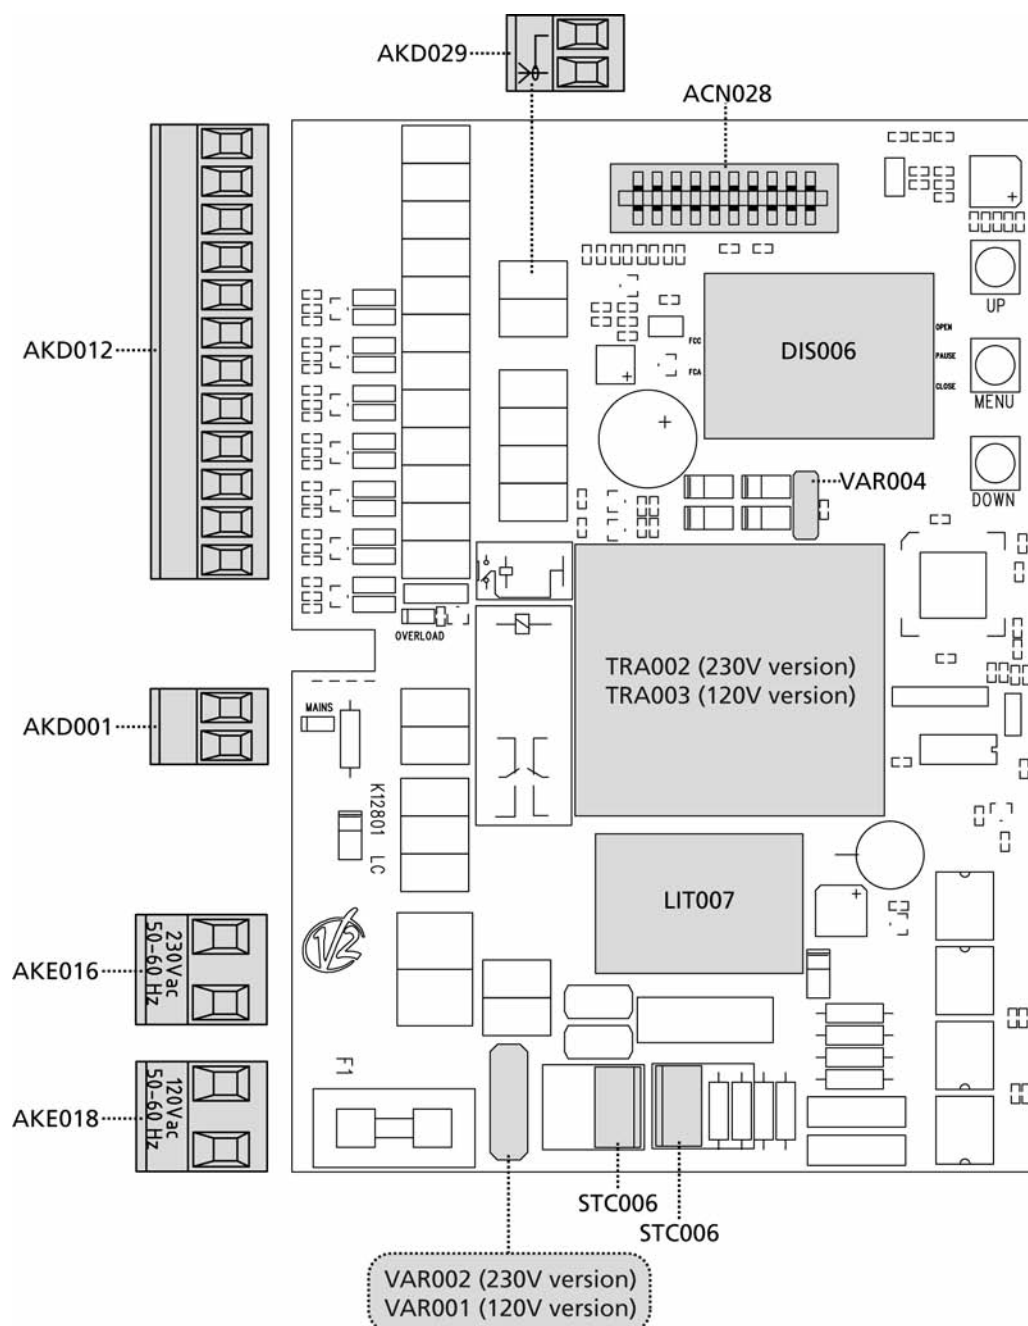 AKD029
ACN028
AKD012
UP
FCC
OPEN
DIS006
PAUSE
FCA
CLOSE
MENU
VAR004
DOWN
OVERLOAD
TRA002 (230V version)
TRA003 (120V version)
MAINS
AKD001
K12801 LC
LIT007
V2
230Vac
50-60 Hz
AKE016
F1
120Vac
50-60 Hz
AKE018
STC006
STC006
VAR002 (230V version)
VAR001 (120V version)